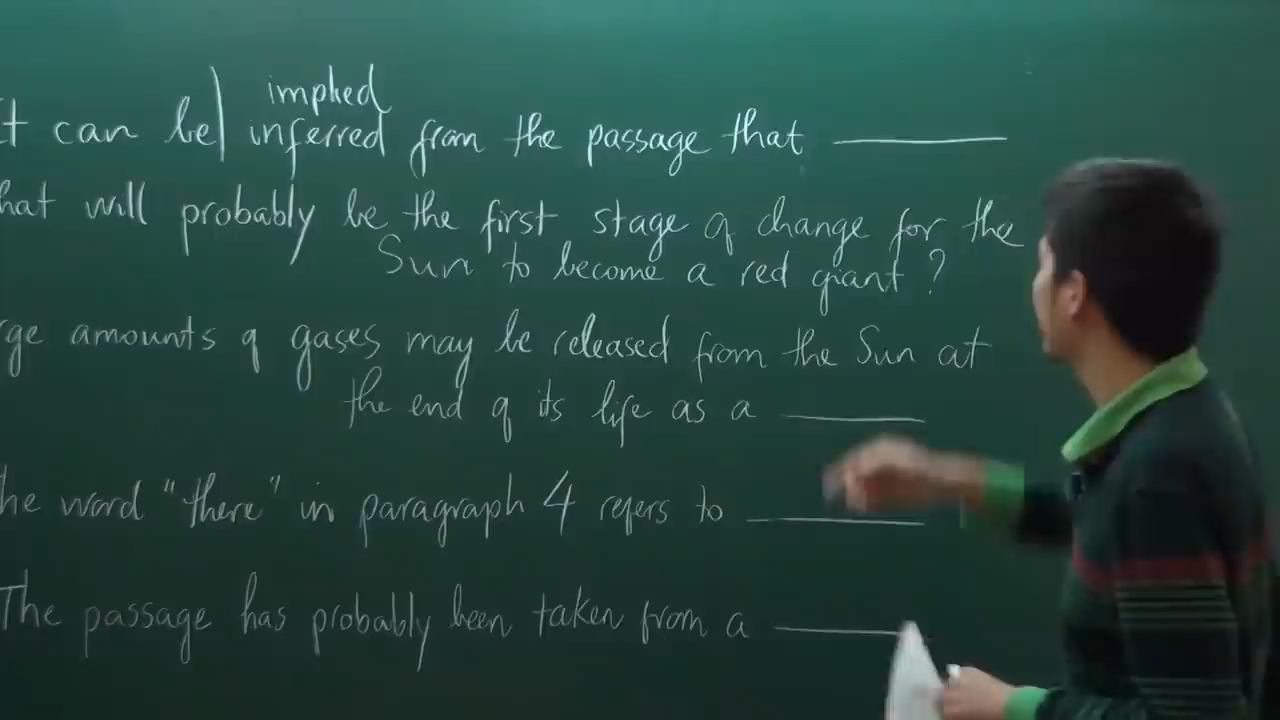 implied
It can be inferred from the passage that
hat will probably be the first stage of change for the
Sun to become a red giant?
rge amounts of gases may be released from the Sun at
the end of its life as a
he word "there" in paragraph 4 refers to
The passage has probably been taken from a